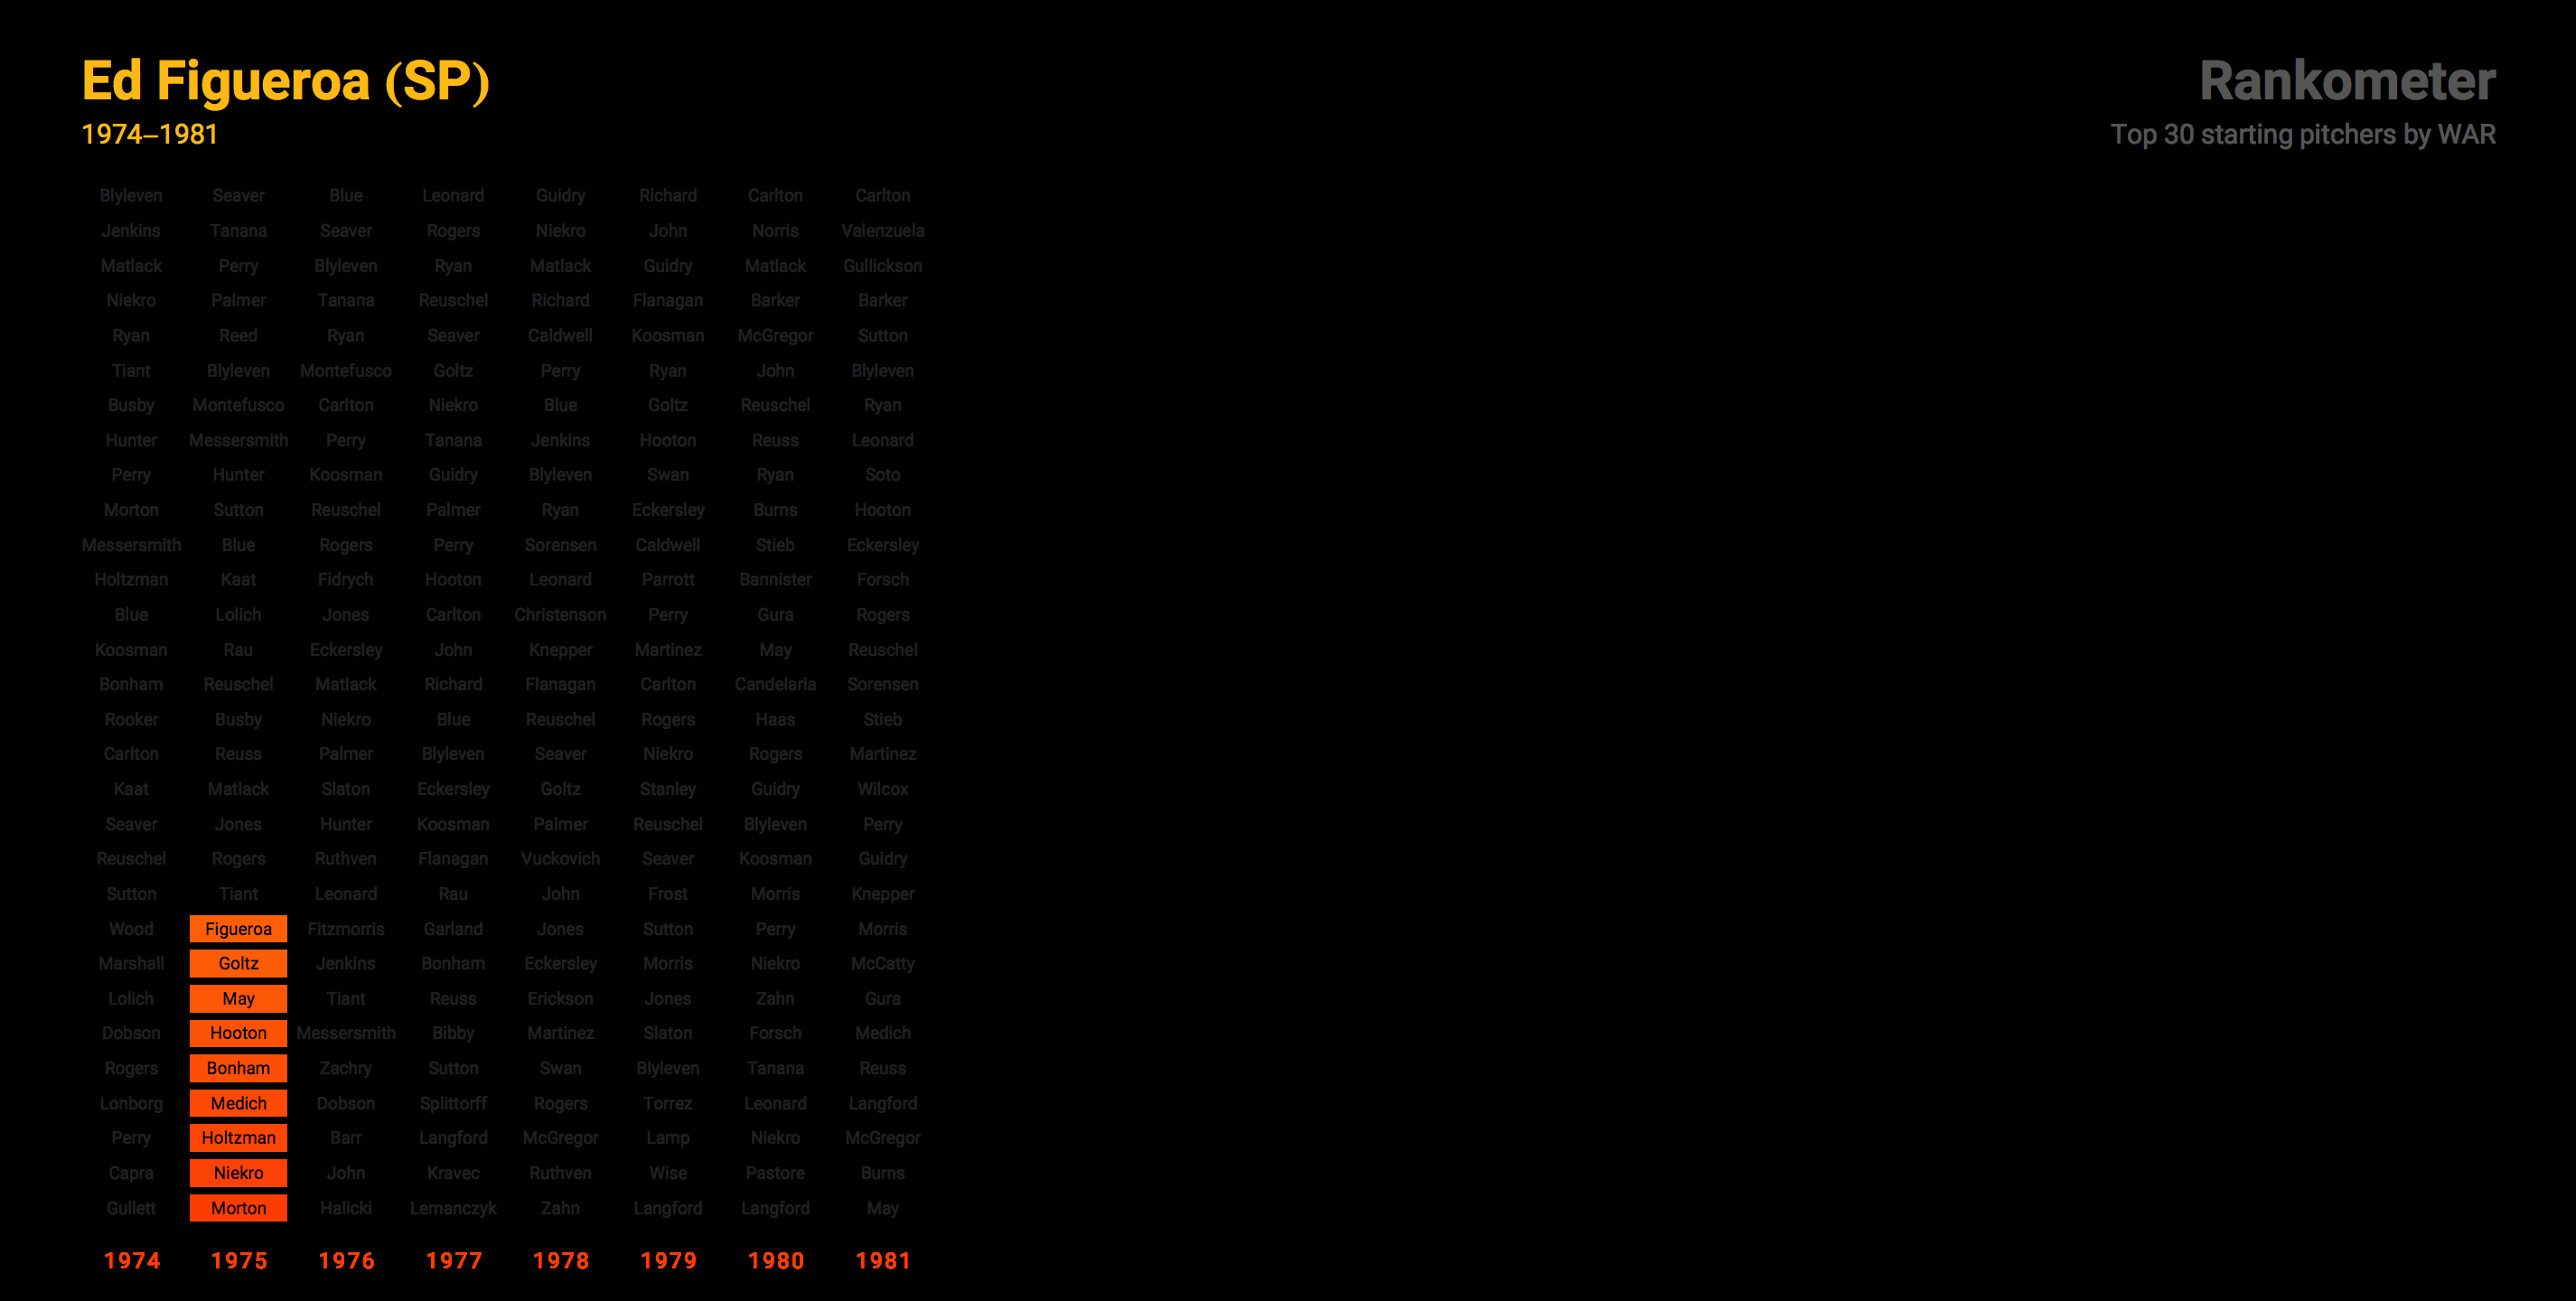 Ed Figueroa (SP)
1974–1981
Rankometer
Top 30 starting pitchers by WAR
Blyleven Seaver Blue Leonard Guidry Richard Carlton Carlton
Jenkins Tanana Seaver Rogers Niekro John Norris Valenzuela
Matlack Perry Blyleven Ryan Matlack Guidry Matlack Gullickson
Niekro Palmer Tanana Reuschel Richard Flanagan Barker Barker
Ryan Reed Ryan Seaver Caldwell Koosman McGregor Sutton
Tiant Blyleven Montefusco Goltz Perry Ryan John Blyleven
Busby Montefusco Carlton Niekro Blue Goltz Reuschel Ryan
Hunter Messersmith Perry Tanana Jenkins Hooton Reuss Leonard
Perry Hunter Koosman Guidry Blyleven Swan Ryan Soto
Morton Sutton Reuschel Palmer Ryan Eckersley Burns Hooton
Messersmith Blue Rogers Perry Sorensen Caldwell Stieb Eckersley
Holtzman Kaat Fidrych Hooton Leonard Parrott Bannister Forsch
Blue Lolich Jones Carlton Christenson Perry Gura Rogers
Koosman Rau Eckersley John Knepper Martinez May Reuschel
Bonham Reuschel Matlack Richard Flanagan Carlton Candelaria Sorensen
Rooker Busby Niekro Blue Reuschel Rogers Haas Stieb
Carlton Reuss Palmer Blyleven Seaver Niekro Rogers Martinez
Kaat Matlack Slaton Eckersley Goltz Stanley Guidry Wilcox
Seaver Jones Hunter Koosman Palmer Reuschel Blyleven Perry
Reuschel Rogers Ruthven Flanagan Vuckovich Seaver Koosman Guidry
Sutton Tiant Leonard Rau John Frost Morris Knepper
Wood Figueroa Fitzmorris Garland Jones Sutton Perry Morris
Marshall Goltz Jenkins Bonham Eckersley Morris Niekro McCatty
Lolich May Tiant Reuss Erickson Jones Zahn Gura
Dobson Hooton Messersmith Bibby Martinez Slaton Forsch Medich
Rogers Bonham Zachry Sutton Swan Blyleven Tanana Reuss
Lonborg Medich Dobson Splittorff Rogers Torrez Leonard Langford
Perry Holtzman Barr Langford McGregor Lamp Niekro McGregor
Capra Niekro John Kravec Ruthven Wise Pastore Burns
Gullett Morton Halicki Lemanczyk Zahn Langford Langford May
1974 1975 1976 1977 1978 1979 1980 1981